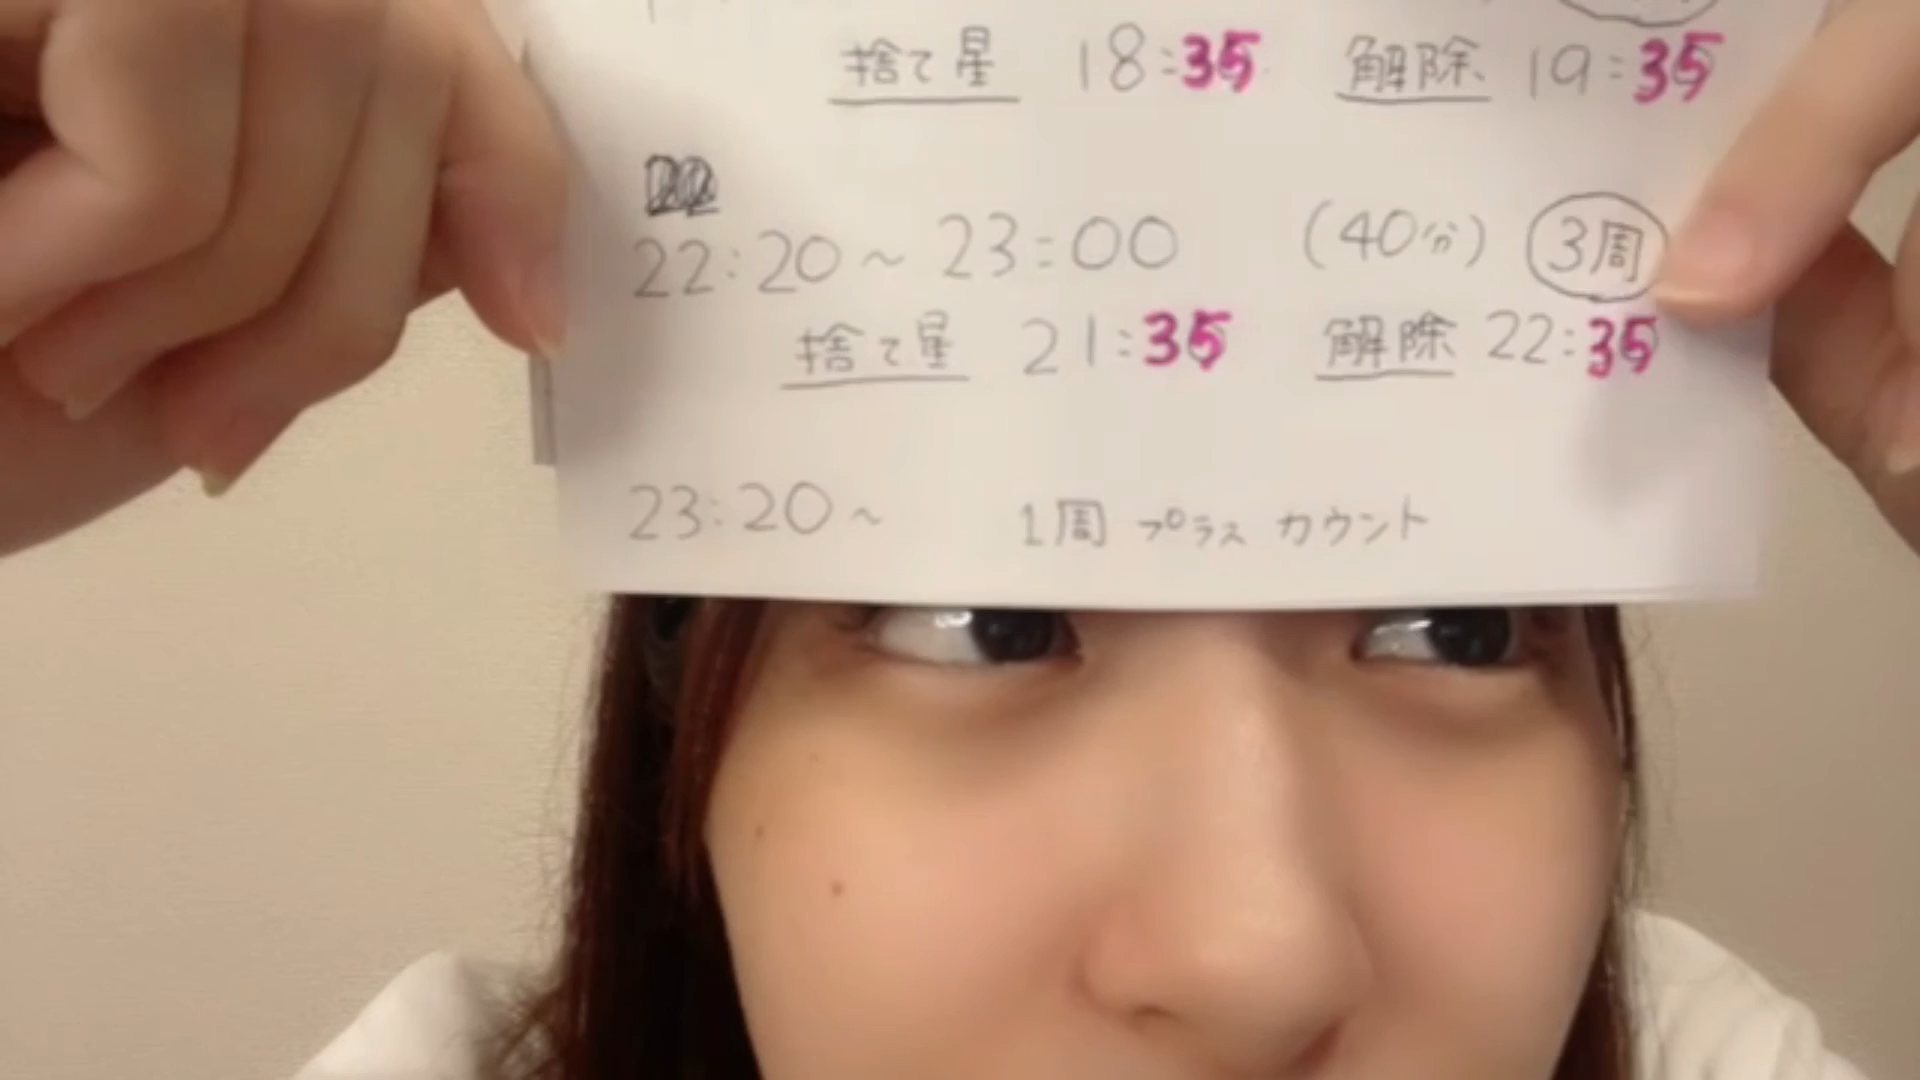 捨て星 18:35 解除 19:35
22:20~23:00 (40分) 3周
捨て星 21:35 解除 22:35
23:20~ 1周 プラス カウント